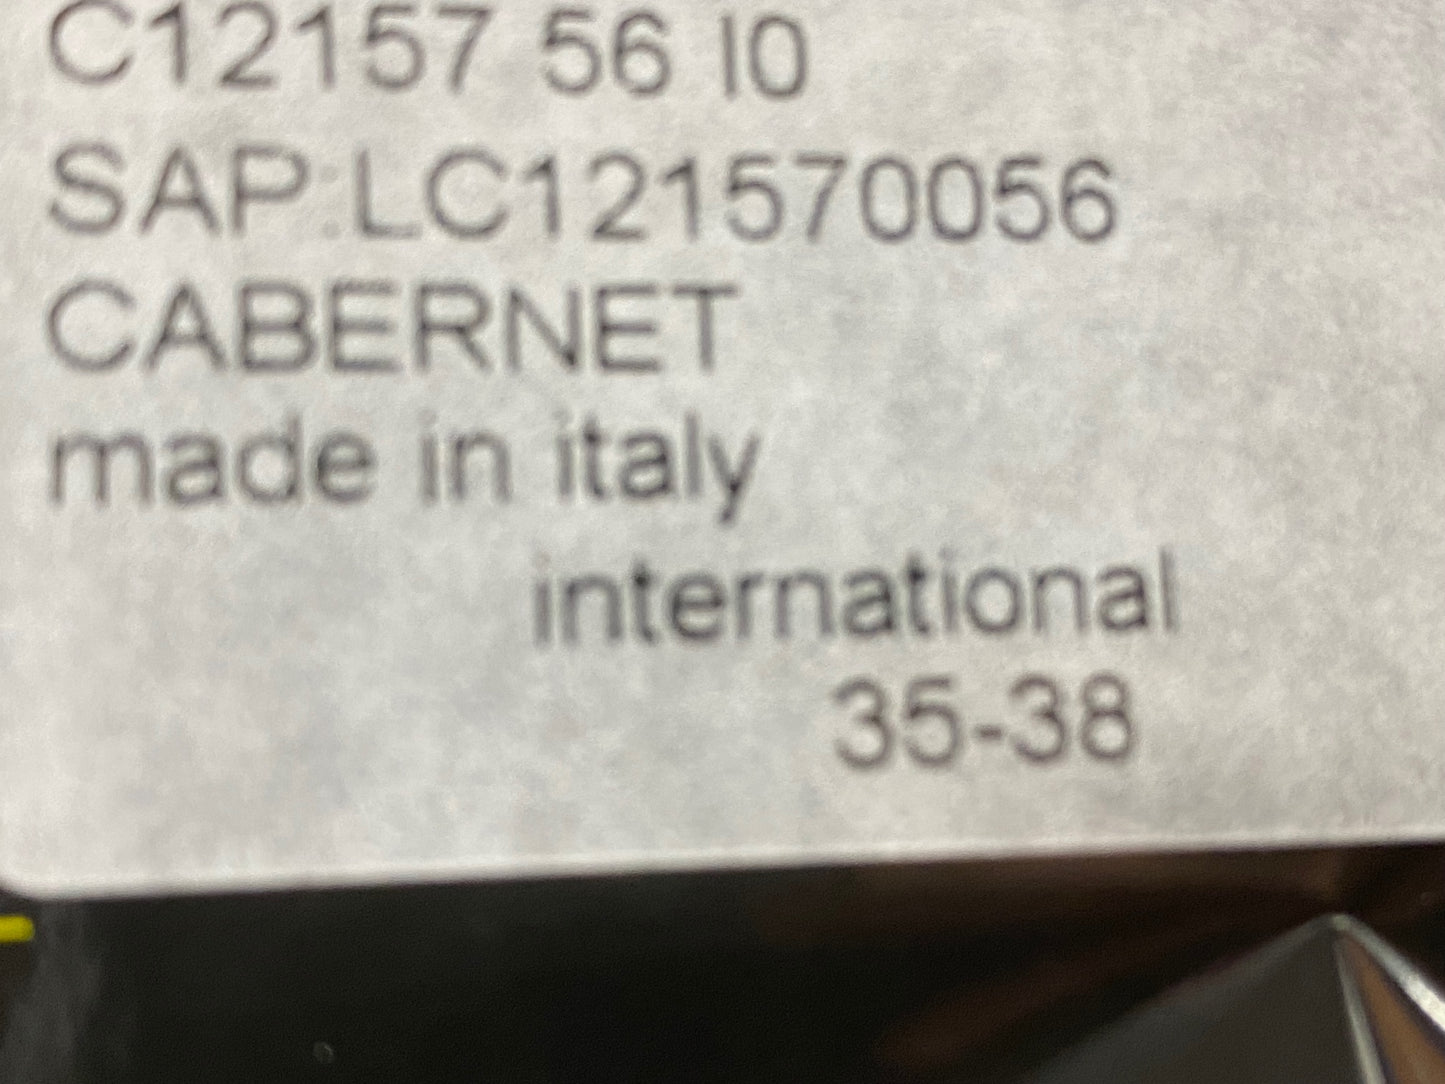 C12157 56 I0
SAP:LC121570056
CABERNET
made in italy
international
35-38